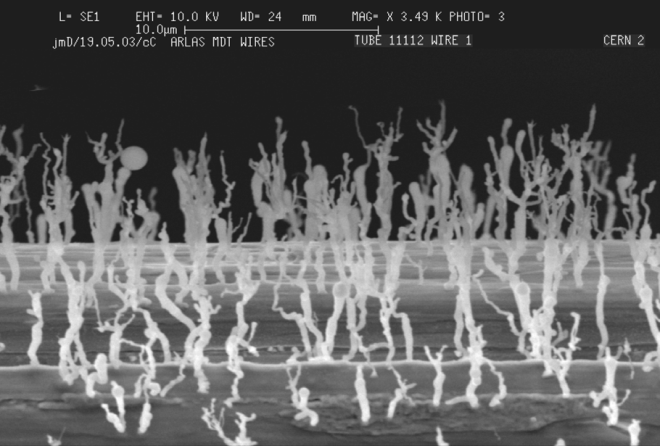 L= SE1 EHT= 10.0 KV WD= 24 mm MAG= X 3.49 K PHOTO= 3
10.0µm
jmD/19.05.03/cC ARLAS MDT WIRES TUBE 11112 WIRE 1 CERN 2